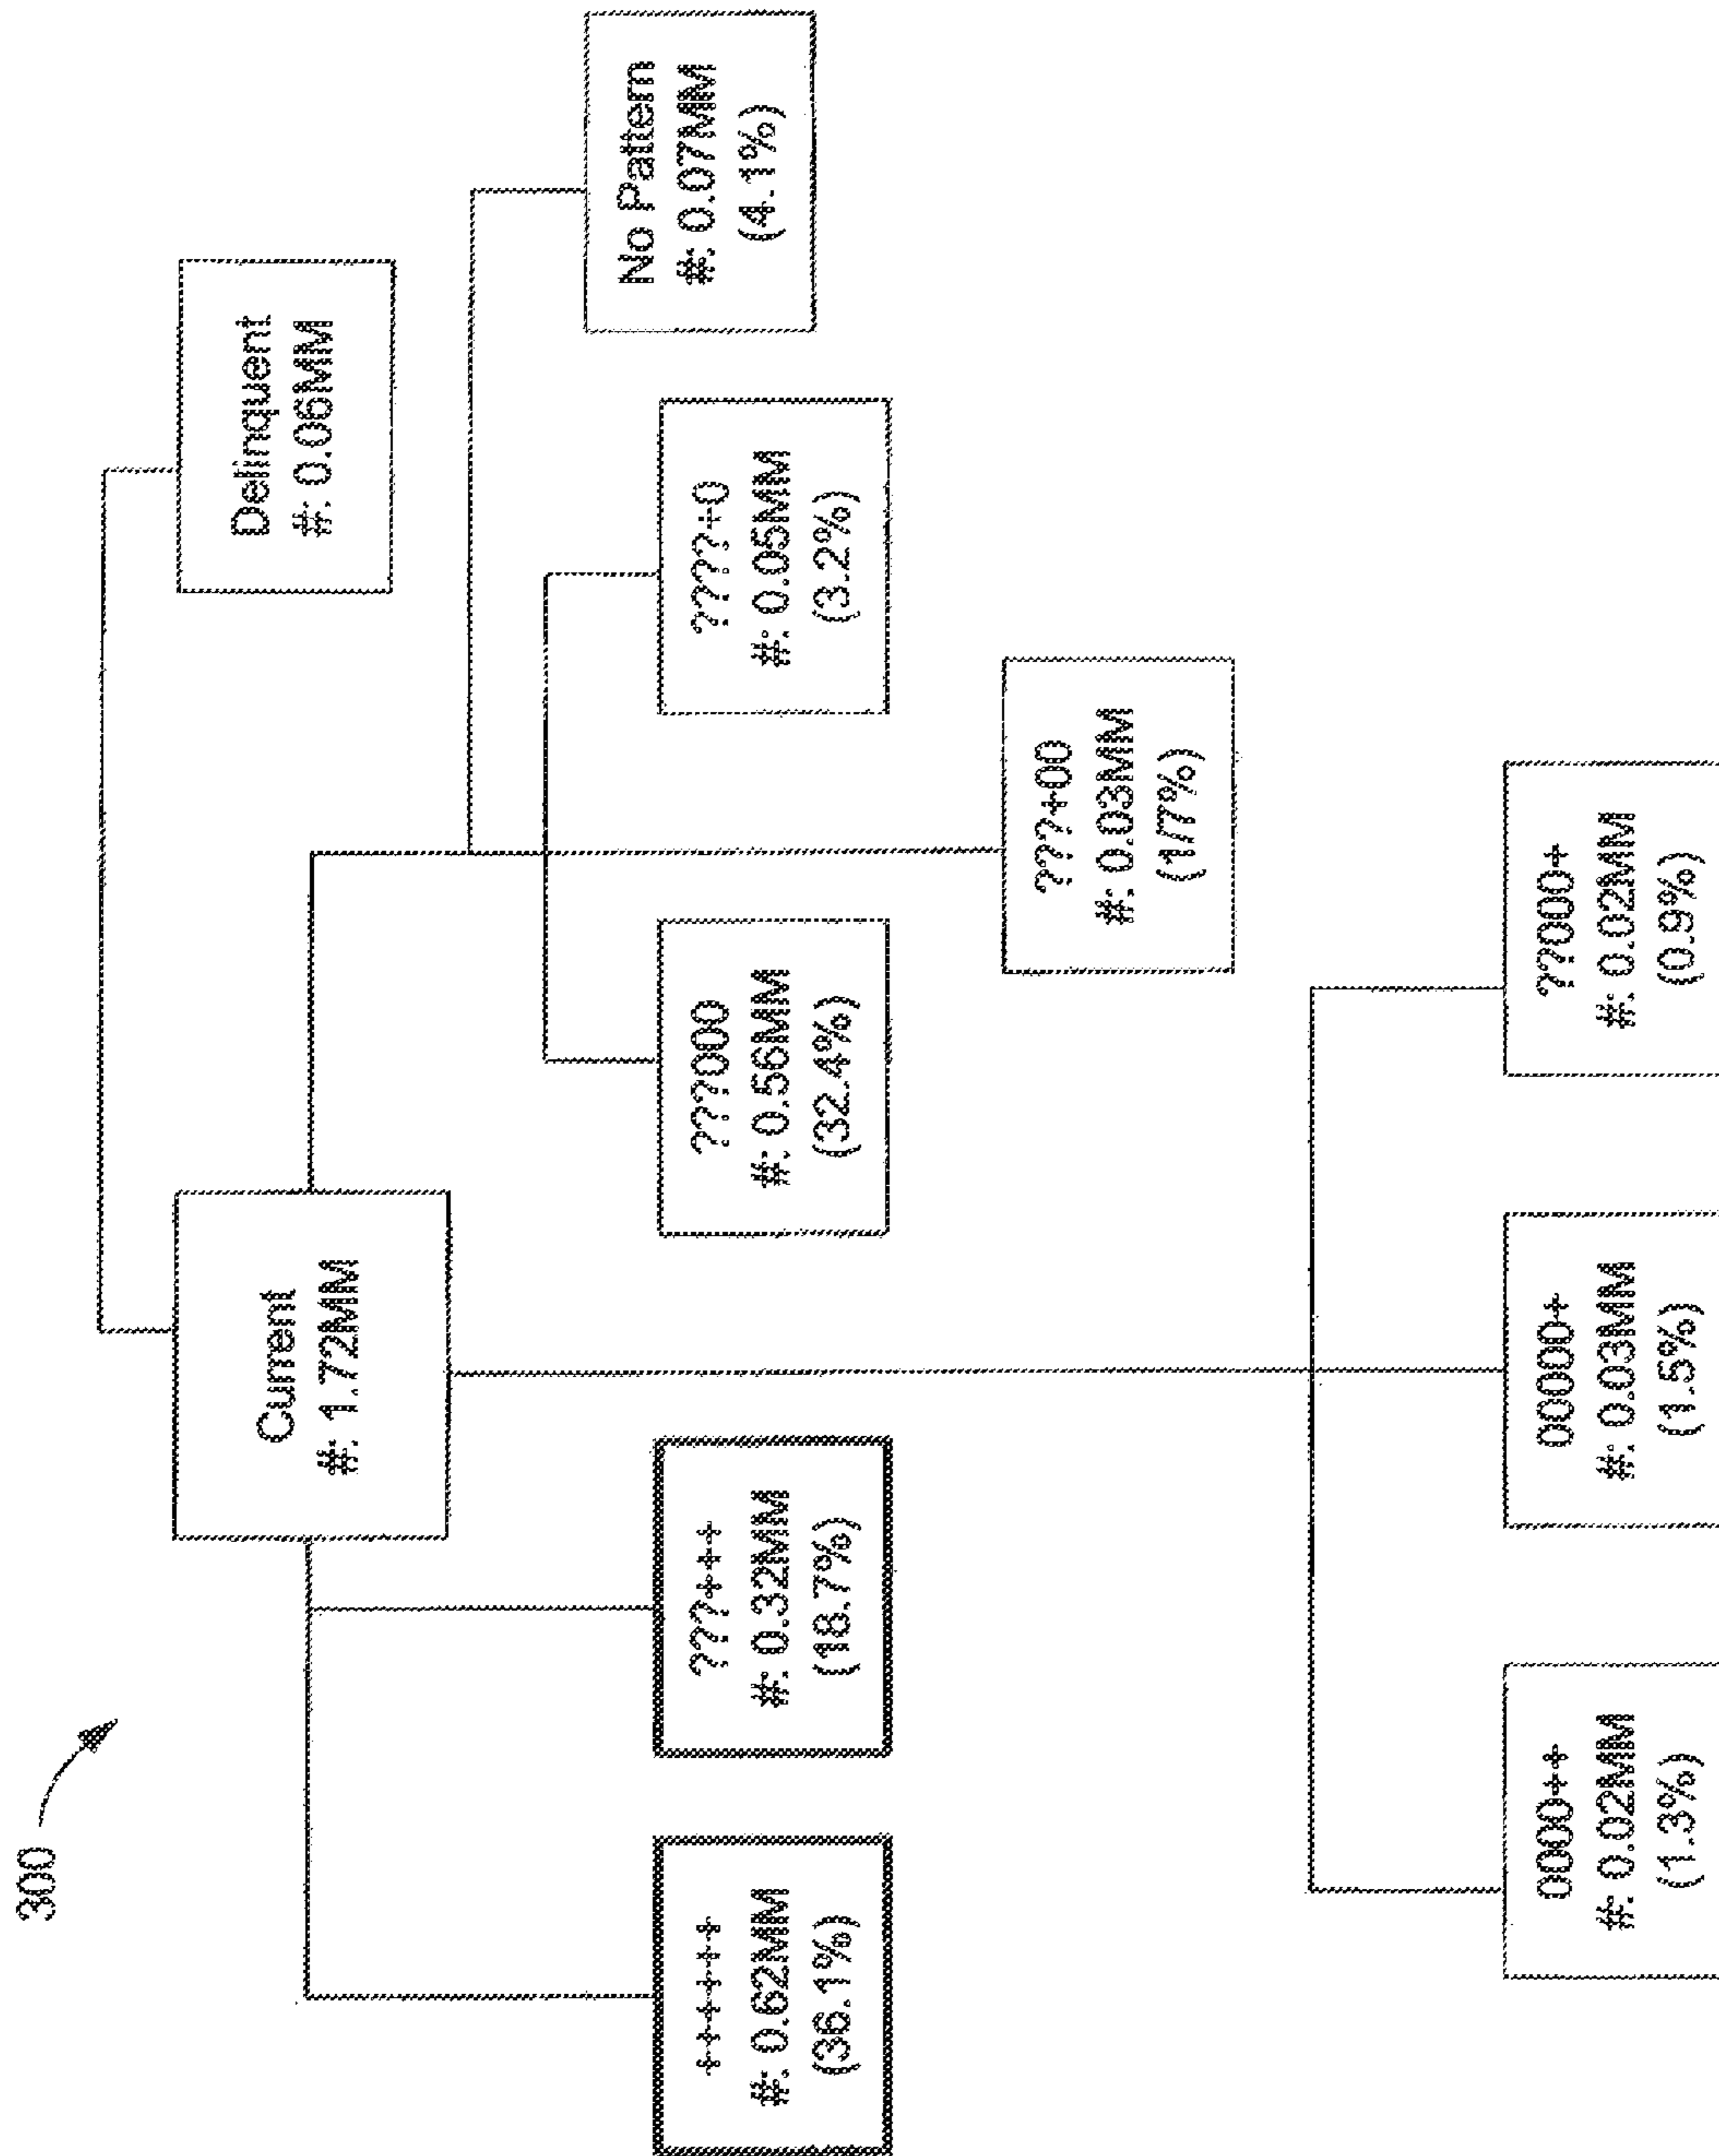 300
Current
#: 1.72MM
Delinquent
#: 0.06MM
++++++
#: 0.62MM
(36.1%)
???+++
#: 0.32MM
(18.7%)
???000
#: 0.56MM
(32.4%)
????+0
#: 0.05MM
(3.2%)
No Pattern
#: 0.07MM
(4.1%)
???+00
#: 0.03MM
(1/7%)
0000++
#: 0.02MM
(1.3%)
00000+
#: 0.03MM
(1.5%)
??000+
#: 0.02MM
(0.9%)